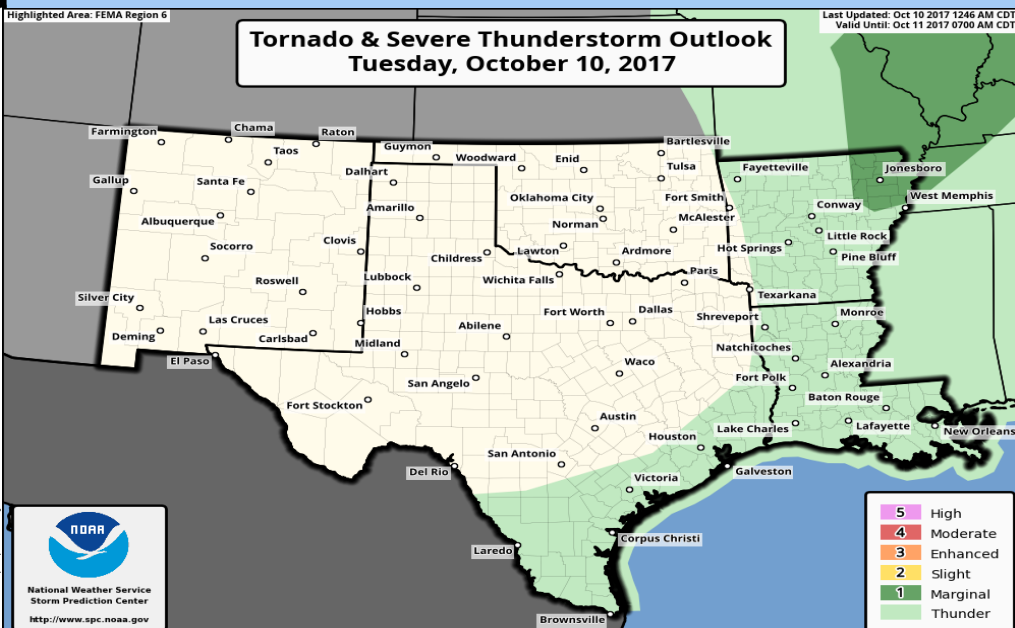 Highlighted Area: FEMA Region 6
Last Updated: Oct 10 2017 1246 AM CDT
Valid Until: Oct 11 2017 0700 AM CDT
Tornado & Severe Thunderstorm Outlook
Tuesday, October 10, 2017
Farmington
Chama
Raton
Taos
Guymon
Woodward
Enid
Bartlesville
Tulsa
Fayetteville
Jonesboro
Gallup
Santa Fe
Dalhart
Amarillo
Oklahoma City
Fort Smith
West Memphis
Albuquerque
Norman
McAlester
Conway
Socorro
Clovis
Childress
Lawton
Ardmore
Hot Springs
Little Rock
Pine Bluff
Roswell
Lubbock
Wichita Falls
Paris
Texarkana
Silver City
Las Cruces
Hobbs
Fort Worth
Dallas
Shreveport
Monroe
Deming
Carlsbad
Midland
Abilene
Natchitoches
El Paso
San Angelo
Waco
Fort Polk
Alexandria
Fort Stockton
Austin
Baton Rouge
Houston
Lake Charles
Lafayette
New Orleans
Del Rio
San Antonio
Victoria
Galveston
Laredo
Corpus Christi
Brownsville
NOAA
National Weather Service
Storm Prediction Center
http://www.spc.noaa.gov
5 High
4 Moderate
3 Enhanced
2 Slight
1 Marginal
Thunder